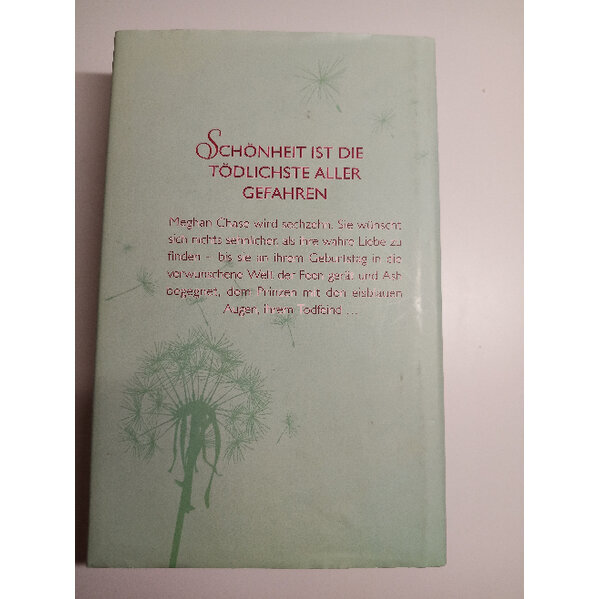 SCHÖNHEIT IST DIE
TÖDLICHSTE ALLER
GEFAHREN
Meghan Chase wird sechzehn. Sie wünscht
sich nichts sehnlicher, als ihre wahre Liebe zu
finden – bis sie an ihrem Geburtstag in die
verwunschene Welt der Feen gerät und Ash
begegnet, dem Prinzen mit den eisblauen
Augen, ihrem Todfeind ...